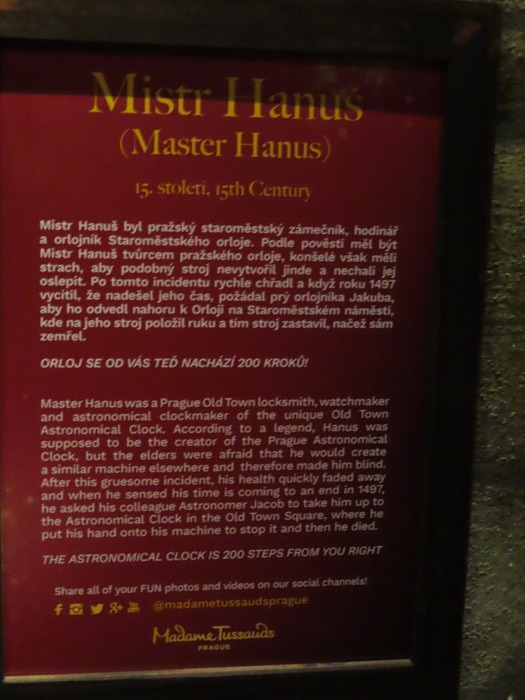 Mistr Hanuš
(Master Hanus)
15. století, 15th Century
Mistr Hanuš byl pražský staroměstský zámečník, hodinář
a orlojník Staroměstského orloje. Podle pověsti měl být
Mistr Hanuš tvůrcem pražského orloje, konšelé však měli
strach, aby podobný stroj nevytvořil jinde a nechali jej
oslepit. Po tomto incidentu rychle chřadl a když roku 1497
vycítil, že nadešel jeho čas, požádal prý orlojníka Jakuba,
aby ho odvedl nahoru k Orloji na Staroměstském náměstí,
kde na jeho stroj položil ruku a tím stroj zastavil, načež sám
zemřel.
ORLOJ SE OD VÁS TEĎ NACHÁZÍ 200 KROKŮ!
Master Hanus was a Prague Old Town locksmith, watchmaker
and astronomical clockmaker of the unique Old Town
Astronomical Clock. According to a legend, Hanus was
supposed to be the creator of the Prague Astronomical
Clock, but the elders were afraid that he would create
a similar machine elsewhere and therefore made him blind.
After this gruesome incident, his health quickly faded away
and when he sensed his time is coming to an end in 1497,
he asked his colleague Astronomer Jacob to take him up to
the Astronomical Clock in the Old Town Square, where he
put his hand onto his machine to stop it and then he died.
THE ASTRONOMICAL CLOCK IS 200 STEPS FROM YOU RIGHT
Share all of your FUN photos and videos on our social channels!
@madametussaudsprague
Madame Tussauds
PRAGUE